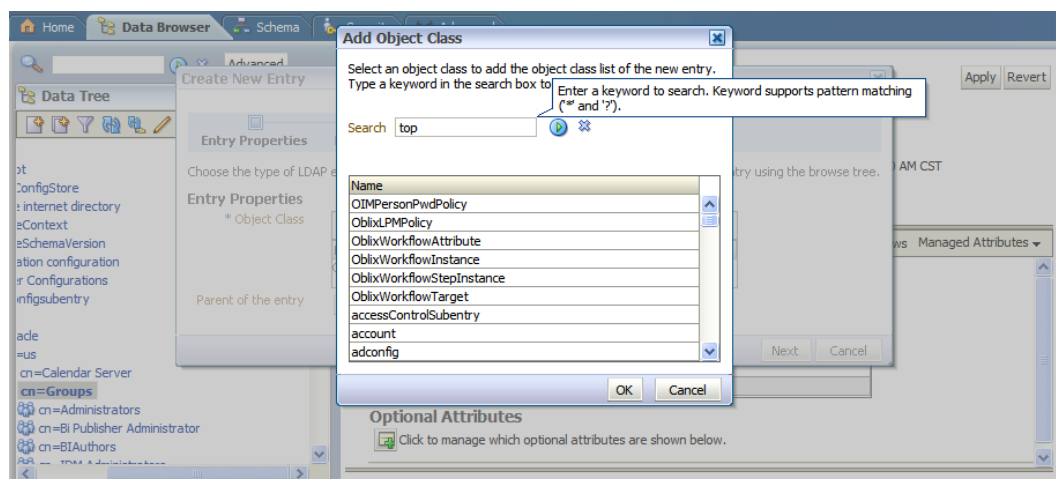 Home Data Browser Schema
Advanced
Data Tree
Create New Entry
Entry Properties
Choose the type of LDAP
Entry Properties
* Object Class
Parent of the entry
try using the browse tree.
Next Cancel
Apply Revert
AM CST
Managed Attributes
Add Object Class
Select an object class to add the object class list of the new entry.
Type a keyword in the search box to
Enter a keyword to search. Keyword supports pattern matching
('*' and '?').
Search top
Name
OIMPersonPwdPolicy
OblixLPMPolicy
OblixWorkflowAttribute
OblixWorkflowInstance
OblixWorkflowStepInstance
OblixWorkflowTarget
accessControlSubentry
account
adconfig
OK Cancel
ConfigStore
internet directory
eContext
eSchemaVersion
ation configuration
er Configurations
onfigsubentry
acle
=us
cn=Calendar Server
cn=Groups
cn=Administrators
cn=Bi Publisher Administrator
cn=BIAuthors
Optional Attributes
Click to manage which optional attributes are shown below.